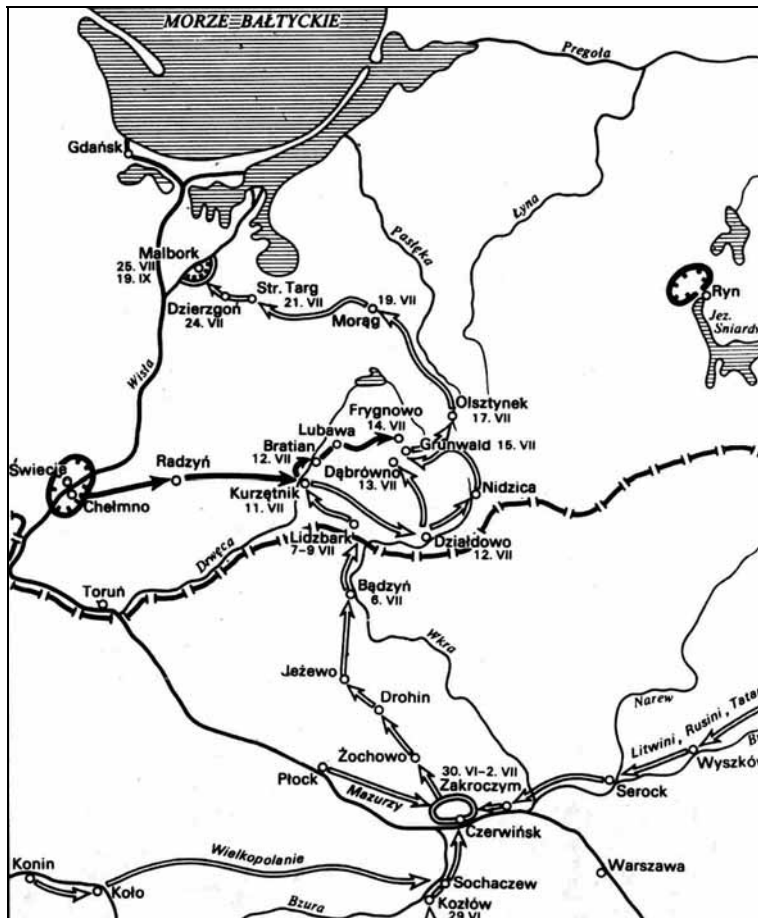 MORZE BAŁTYCKIE
Pregoła
Gdańsk
Łyna
Pasłęka
Malbork
25. VII
19. IX
Str. Targ
21. VII
19. VII
Dzierzgoń
24. VII
Morąg
Ryn
Jez.
Sniardw
Wisła
Olsztynek
17. VII
Frygnowo
14. VII
Lubawa
Grunwald 15. VII
Bratian
12. VII
Dąbrówno
13. VII
Świecie
Radzyń
Chełmno
Kurzętnik
11. VII
Nidzica
Lidzbark
7–9 VII
Działdowo
12. VII
Drwęca
Toruń
Bądzyń
6. VII
Wkra
Jeżewo
Drohin
Narew
Litwini, Rusini, Tatar
Żochowo
30. VI–2. VII
Zakroczym
Wyszków
Płock
Mazurzy
Serock
Czerwińsk
Konin
Wielkopolanie
Warszawa
Koło
Sochaczew
Bzura
Kozłów
29 VI